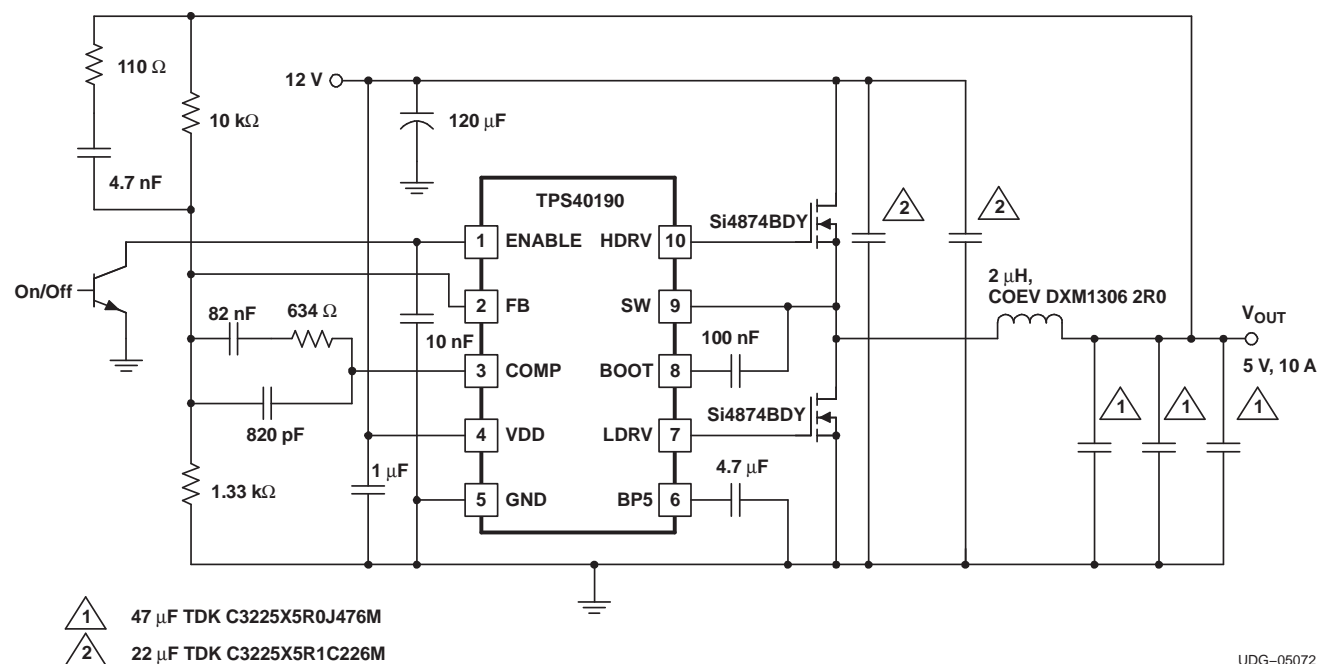 110 Ω
10 kΩ
4.7 nF
12 V
120 μF
TPS40190
1 ENABLE HDRV 10
2 FB SW 9
3 COMP BOOT 8
4 VDD LDRV 7
5 GND BP5 6
On/Off
82 nF
634 Ω
820 pF
1.33 kΩ
10 nF
1 μF
Si4874BDY
100 nF
Si4874BDY
4.7 μF
2
2
2 μH,
COEV DXM1306 2R0
VOUT
5 V, 10 A
1
1
1
1 47 μF TDK C3225X5R0J476M
2 22 μF TDK C3225X5R1C226M
UDG–05072